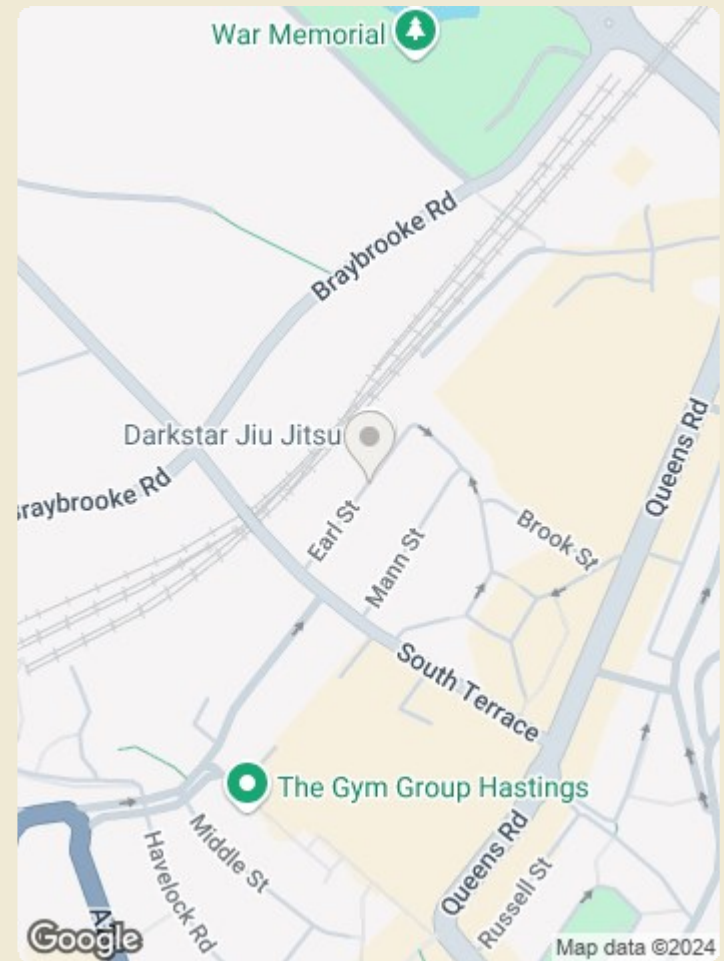 War Memorial
Braybrooke Rd
Queens Rd
Darkstar Jiu Jitsu
Braybrooke Rd
Earl St
Mann St
Brook St
South Terrace
The Gym Group Hastings
Middle St
Queens Rd
Havelock Rd
Russell St
Google
Map data ©2024